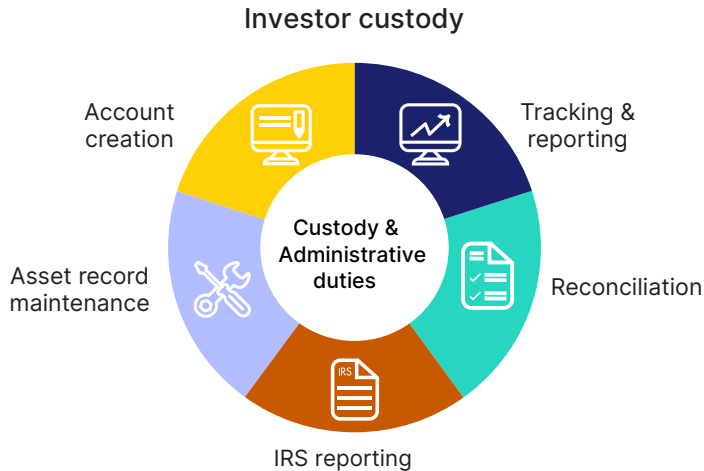 Investor custody
Account
creation
Tracking &
reporting
Custody &
Administrative
duties
Asset record
maintenance
Reconciliation
IRS
IRS reporting